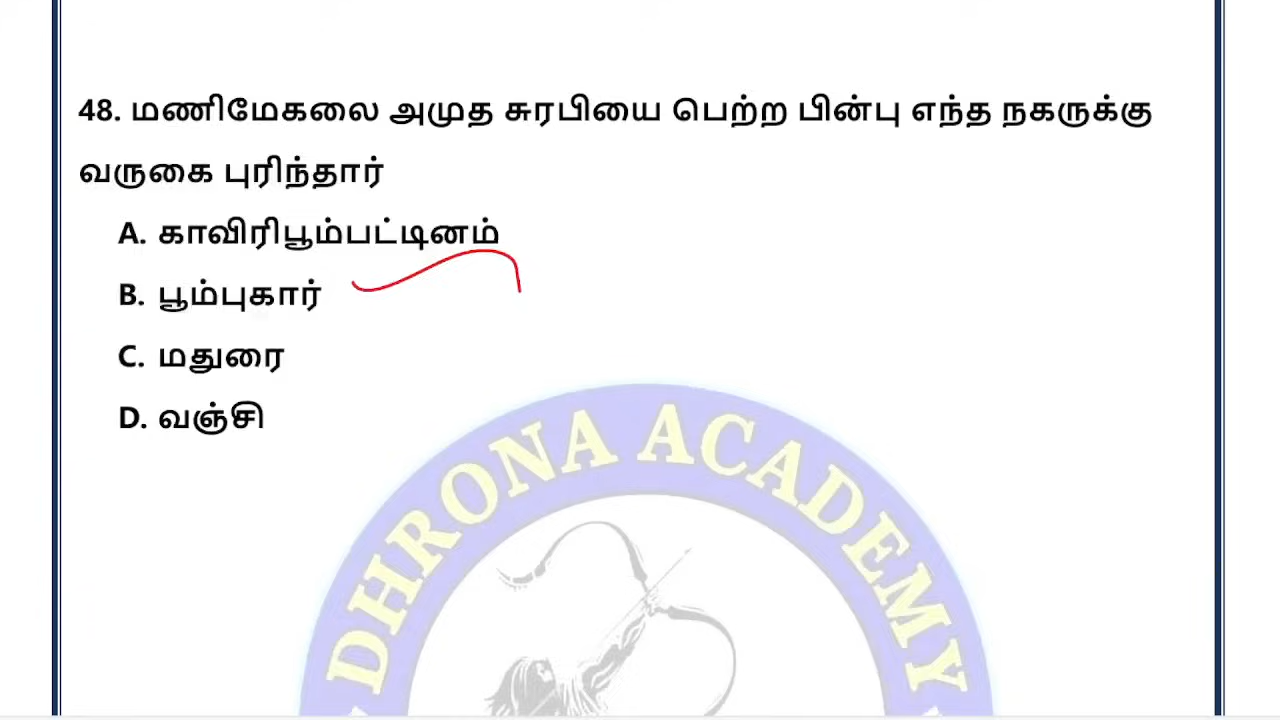 48. மணிமேகலை அமுத சுரபியை பெற்ற பின்பு எந்த நகருக்கு
வருகை புரிந்தார்
A. காவிரிபூம்பட்டினம்
B. பூம்புகார்
C. மதுரை
D. வஞ்சி
DHRONA ACADEMY